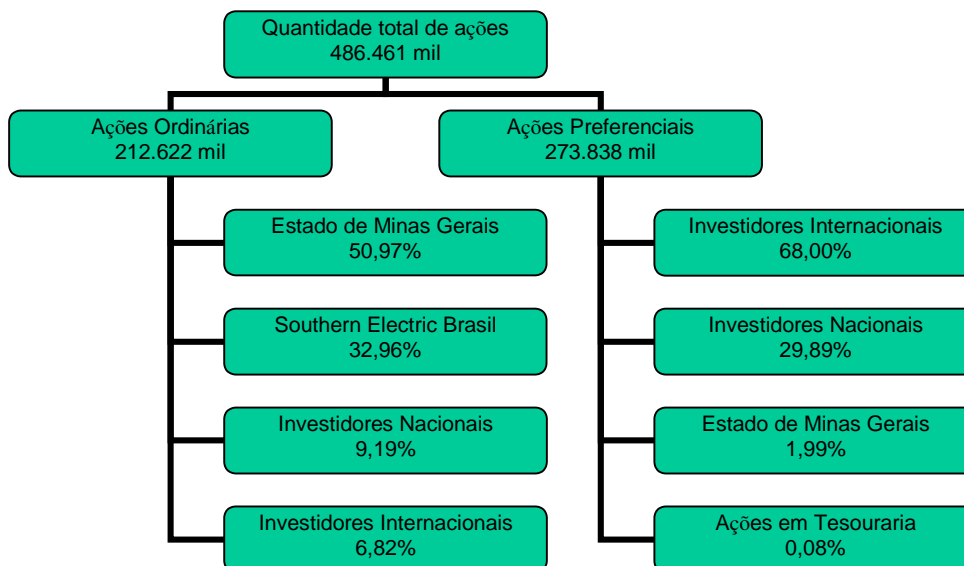 Quantidade total de ações
486.461 mil
Ações Ordinárias
212.622 mil
Ações Preferenciais
273.838 mil
Estado de Minas Gerais
50,97%
Southern Electric Brasil
32,96%
Investidores Nacionais
9,19%
Investidores Internacionais
6,82%
Investidores Internacionais
68,00%
Investidores Nacionais
29,89%
Estado de Minas Gerais
1,99%
Ações em Tesouraria
0,08%